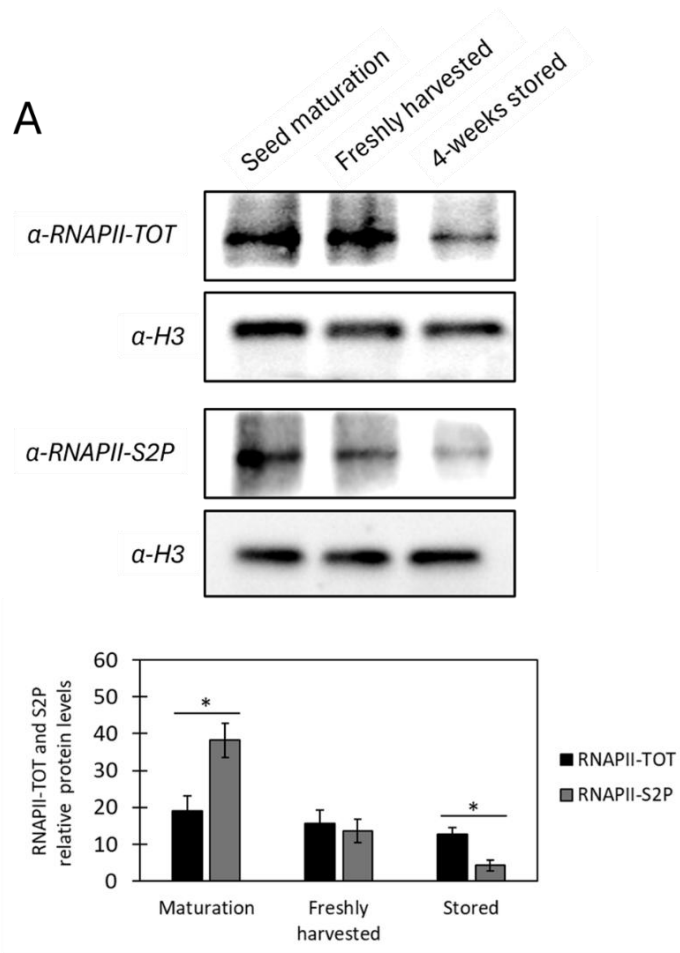 A
Seed maturation
Freshly harvested
4-weeks stored
α-RNAPII-TOT
α-H3
α-RNAPII-S2P
α-H3
RNAPII-TOT and S2P
relative protein levels
60
50
40
30
20
10
0
*
*
RNAPII-TOT
RNAPII-S2P
Maturation
Freshly
harvested
Stored